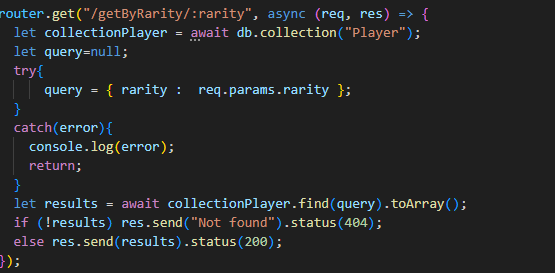 router.get("/getByRarity/:rarity", async (req, res) => {
  let collectionPlayer = await db.collection("Player");
  let query=null;
  try{
      query = { rarity :  req.params.rarity };
  }
  catch(error){
    console.log(error);
    return;
  }
  let results = await collectionPlayer.find(query).toArray();
  if (!results) res.send("Not found").status(404);
  else res.send(results).status(200);
});